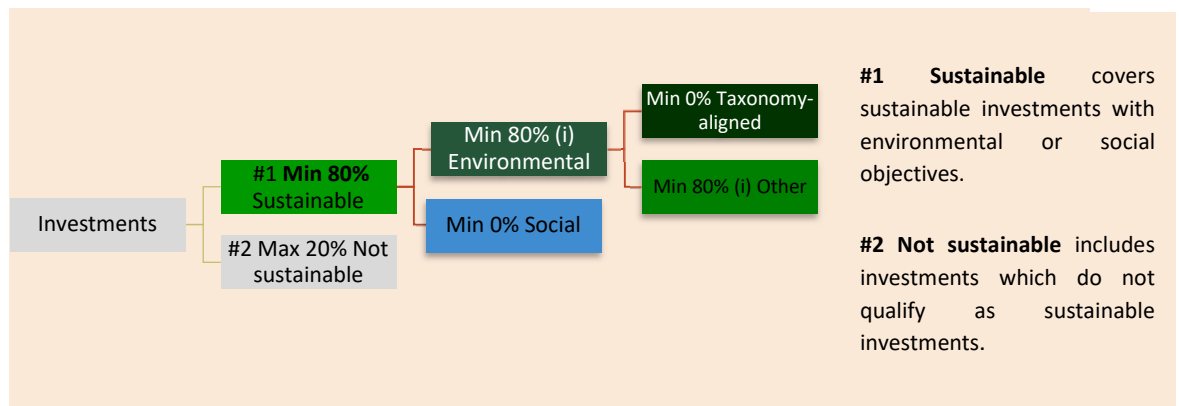 Investments
#1 Min 80%
Sustainable
#2 Max 20% Not
sustainable
Min 80% (i)
Environmental
Min 0% Social
Min 0% Taxonomy-
aligned
Min 80% (i) Other
#1 Sustainable covers
sustainable investments with
environmental or social
objectives.
#2 Not sustainable includes
investments which do not
qualify as sustainable
investments.